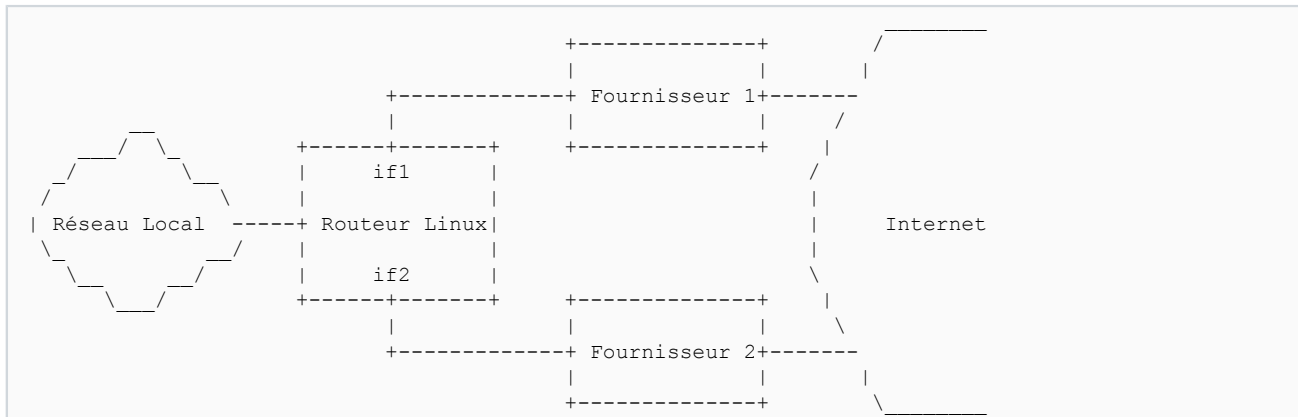 Fournisseur 1
if1
Réseau Local
Routeur Linux
Internet
if2
Fournisseur 2